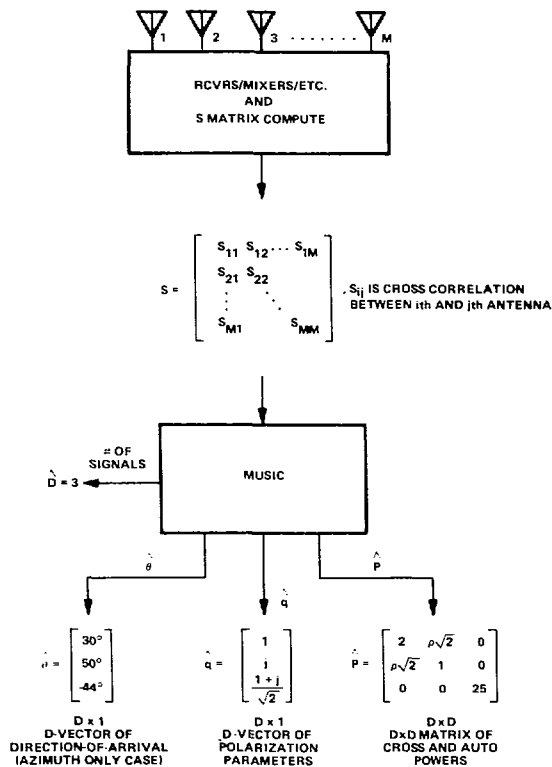 1 2 3 ....... M
RCVRS/MIXERS/ETC.
AND
S MATRIX COMPUTE
S = [ S11 S12 ··· S1M
S21 S22
⋮ ⋱
SM1 SMM ] , Sij IS CROSS CORRELATION
BETWEEN ith AND jth ANTENNA
# OF
SIGNALS
D̂ = 3
MUSIC
θ̂
q̂
P̂
θ̂ = [ 30°
50°
-44° ]
D x 1
D-VECTOR OF
DIRECTION-OF-ARRIVAL
(AZIMUTH ONLY CASE)
q̂ = [ 1
j
1 + j
√2 ]
D x 1
D-VECTOR OF
POLARIZATION
PARAMETERS
P̂ = [ 2 ρ√2 0
ρ√2 1 0
0 0 25 ]
DxD
DxD MATRIX OF
CROSS AND AUTO
POWERS